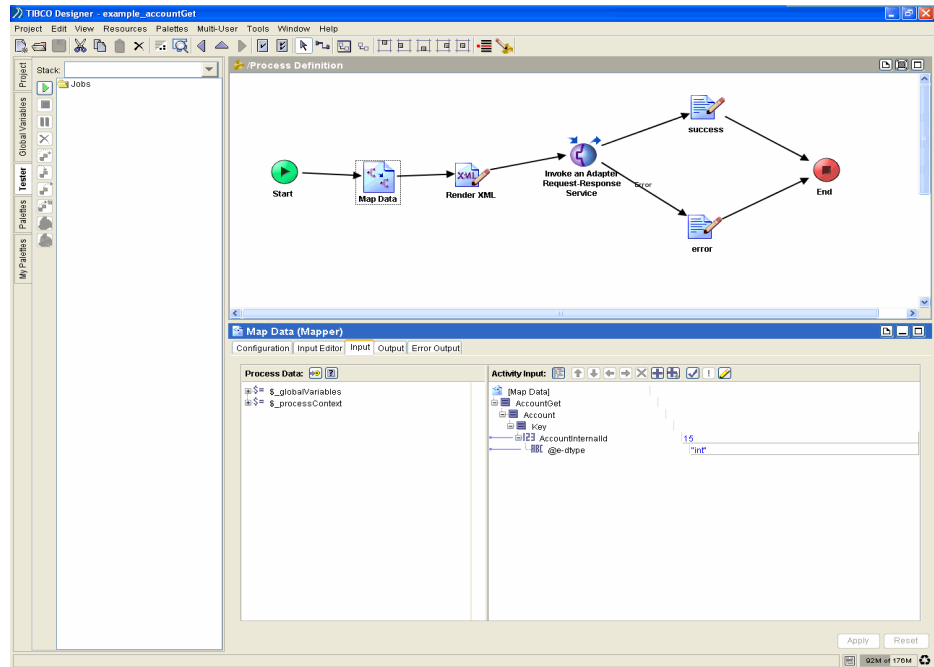 TIBCO Designer - example_accountGet
Project Edit View Resources Palettes Multi-User Tools Window Help
Project
Global Variables
Tester
Palettes
My Palettes
Stack:
Jobs
/Process Definition
Start
Map Data
Render XML
XML
Invoke an Adapter
Request-Response
Service
Error
success
error
End
Map Data (Mapper)
Configuration Input Editor Input Output Error Output
Process Data:
$= $_globalVariables
$= $_processContext
Activity Input:
[Map Data]
AccountGet
Account
Key
123 AccountInternalId 15
ABC @e-dtype "int"
Apply Reset
92M of 176M